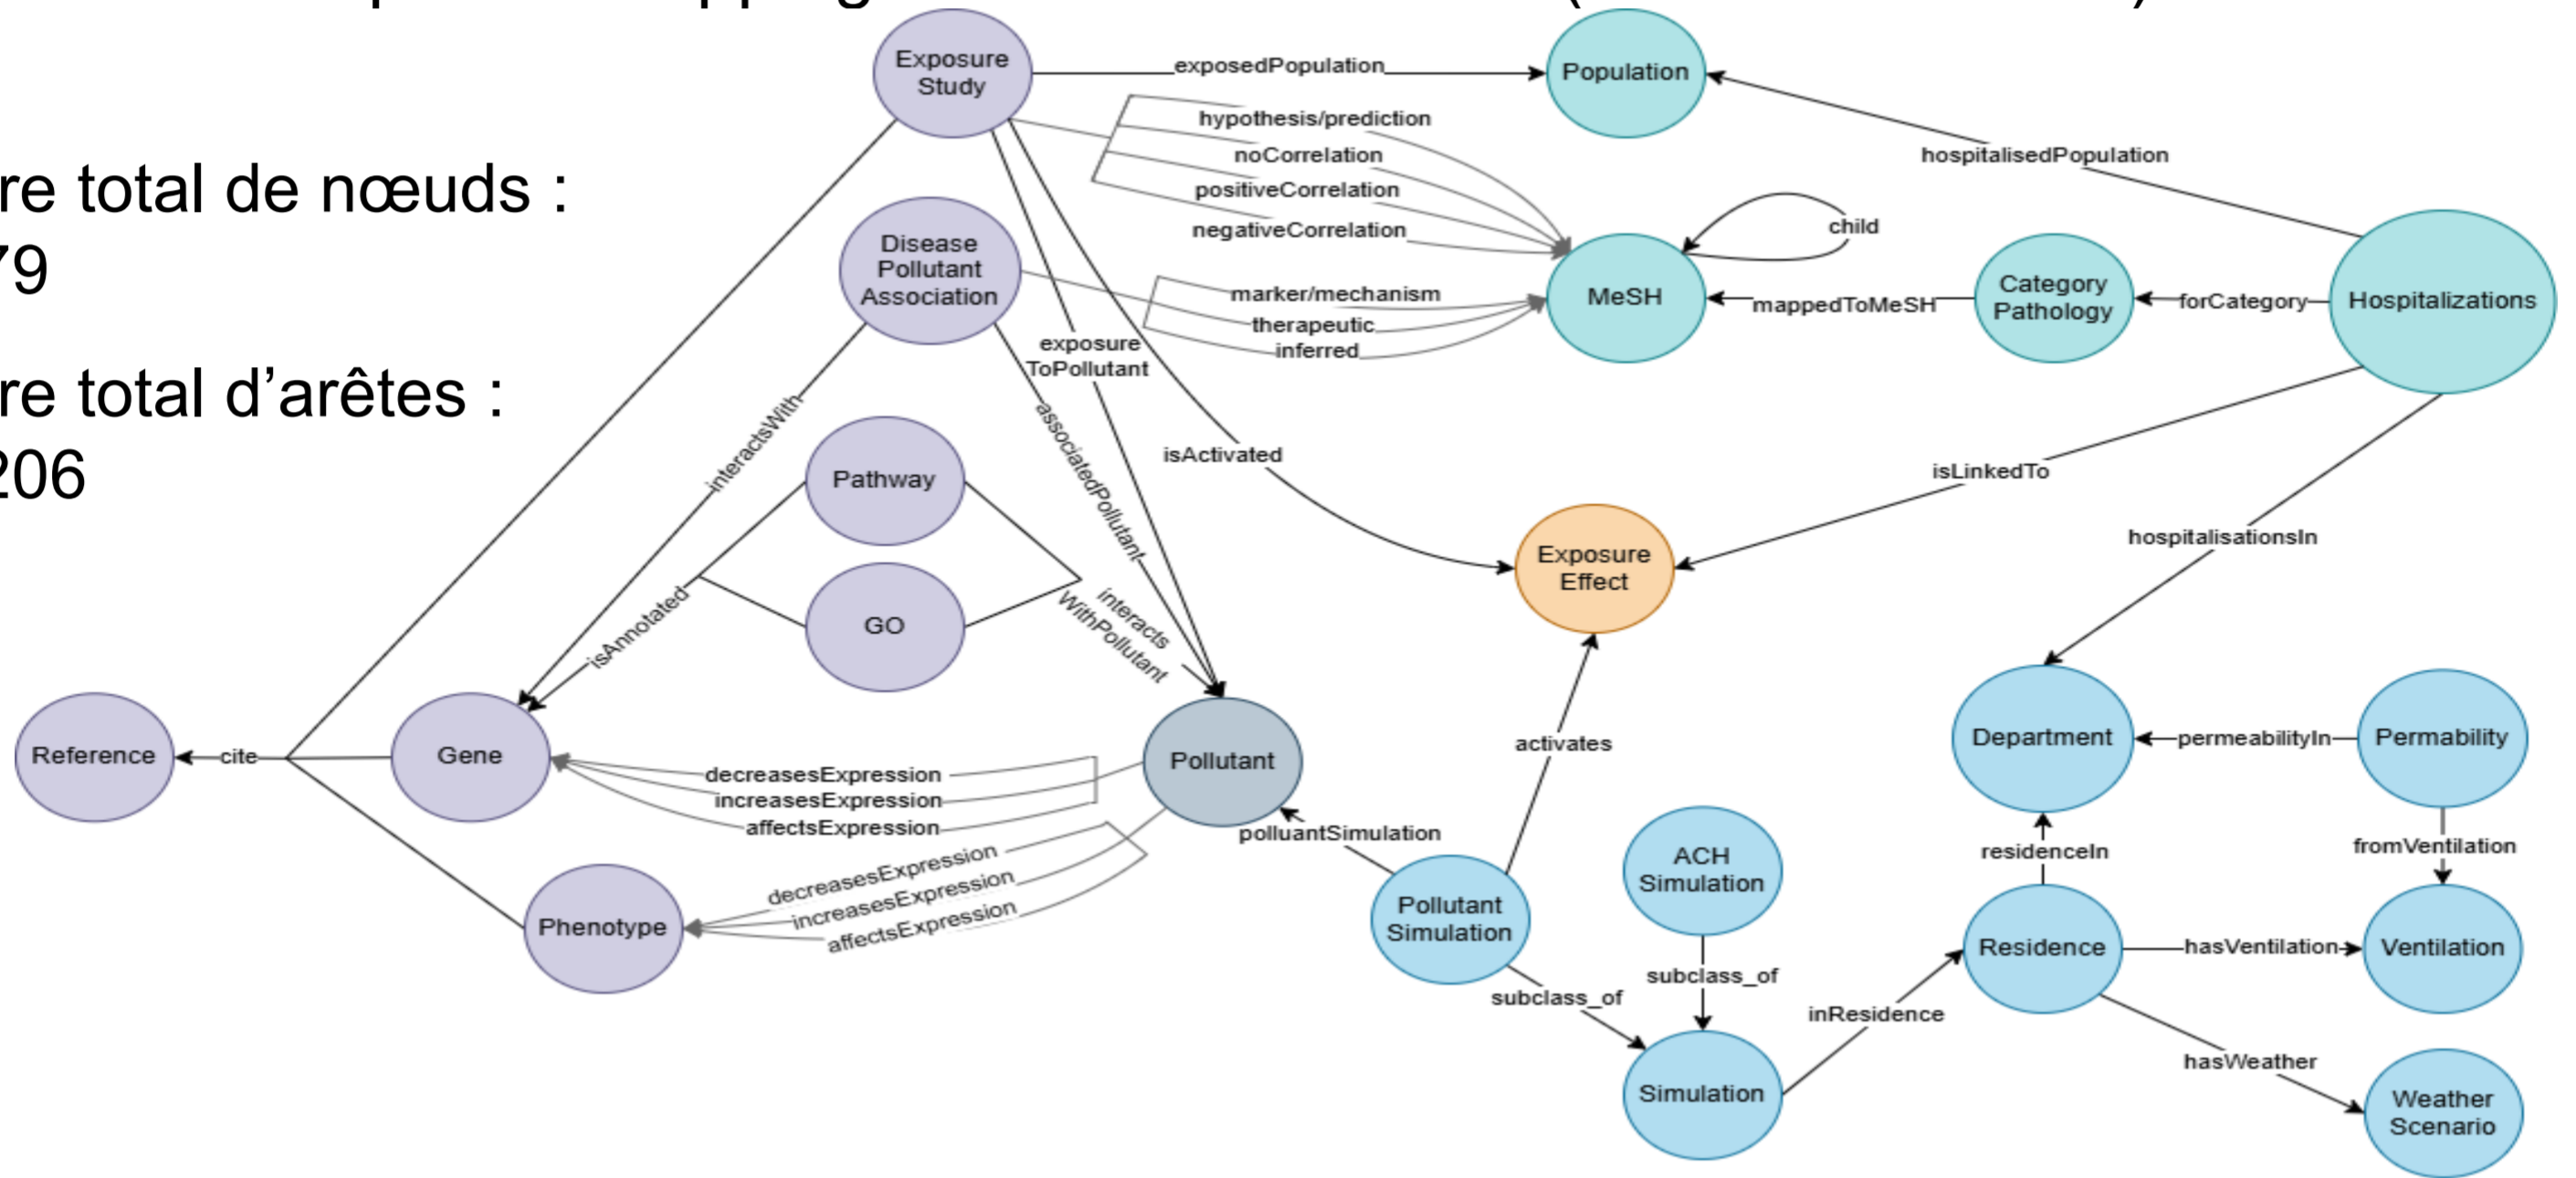 re total de nœuds :
79
re total d'arêtes :
206
Exposure
Study
exposedPopulation
Population
hypothesis/prediction
noCorrelation
positiveCorrelation
negativeCorrelation
hospitalisedPopulation
child
Disease
Pollutant
Association
marker/mechanism
therapeutic
inferred
MeSH
mappedToMeSH
Category
Pathology
forCategory
Hospitalizations
exposure
ToPollutant
associatedPollutant
interactsWith
isActivated
isLinkedTo
hospitalisationsIn
Pathway
GO
isAnnotated
interacts
WithPollutant
Exposure
Effect
Reference
cite
Gene
decreasesExpression
increasesExpression
affectsExpression
Pollutant
activates
Department
permeabilityIn
Permability
decreasesExpression
increasesExpression
affectsExpression
Phenotype
polluantSimulation
Pollutant
Simulation
ACH
Simulation
residenceIn
fromVentilation
subclass_of
subclass_of
inResidence
Residence
hasVentilation
Ventilation
hasWeather
Simulation
Weather
Scenario